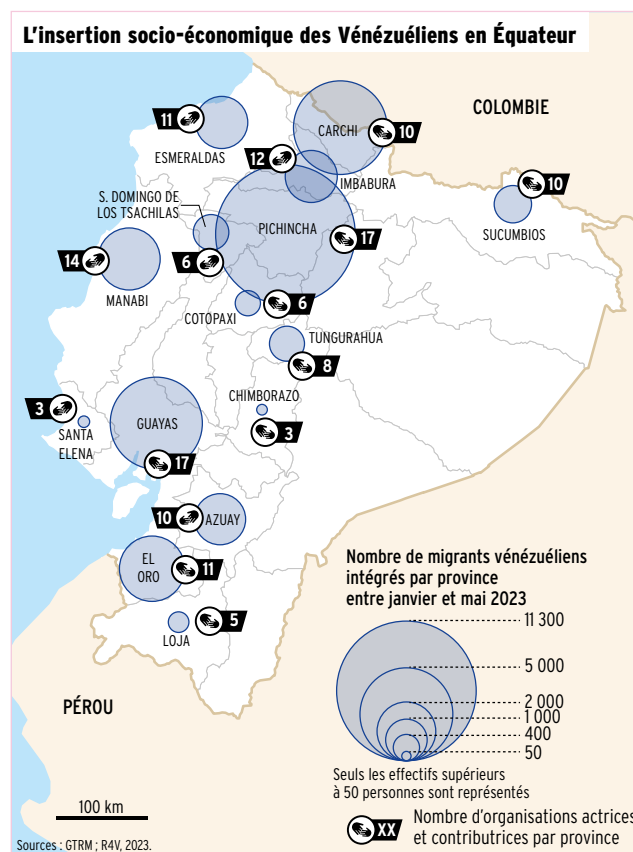 L'insertion socio-économique des Vénézuéliens en Équateur
COLOMBIE
11
ESMERALDAS
CARCHI
10
12
IMBABURA
10
SUCUMBIOS
S. DOMINGO DE
LOS TSACHILAS
PICHINCHA
17
14
MANABI
6
COTOPAXI
6
TUNGURAHUA
8
CHIMBORAZO
3
3
SANTA
ELENA
GUAYAS
17
10
AZUAY
EL
ORO
11
5
LOJA
PÉROU
Nombre de migrants vénézuéliens
intégrés par province
entre janvier et mai 2023
11 300
5 000
2 000
1 000
400
50
Seuls les effectifs supérieurs
à 50 personnes sont représentés
XX
Nombre d'organisations actrices
et contributrices par province
100 km
Sources : GTRM ; R4V, 2023.